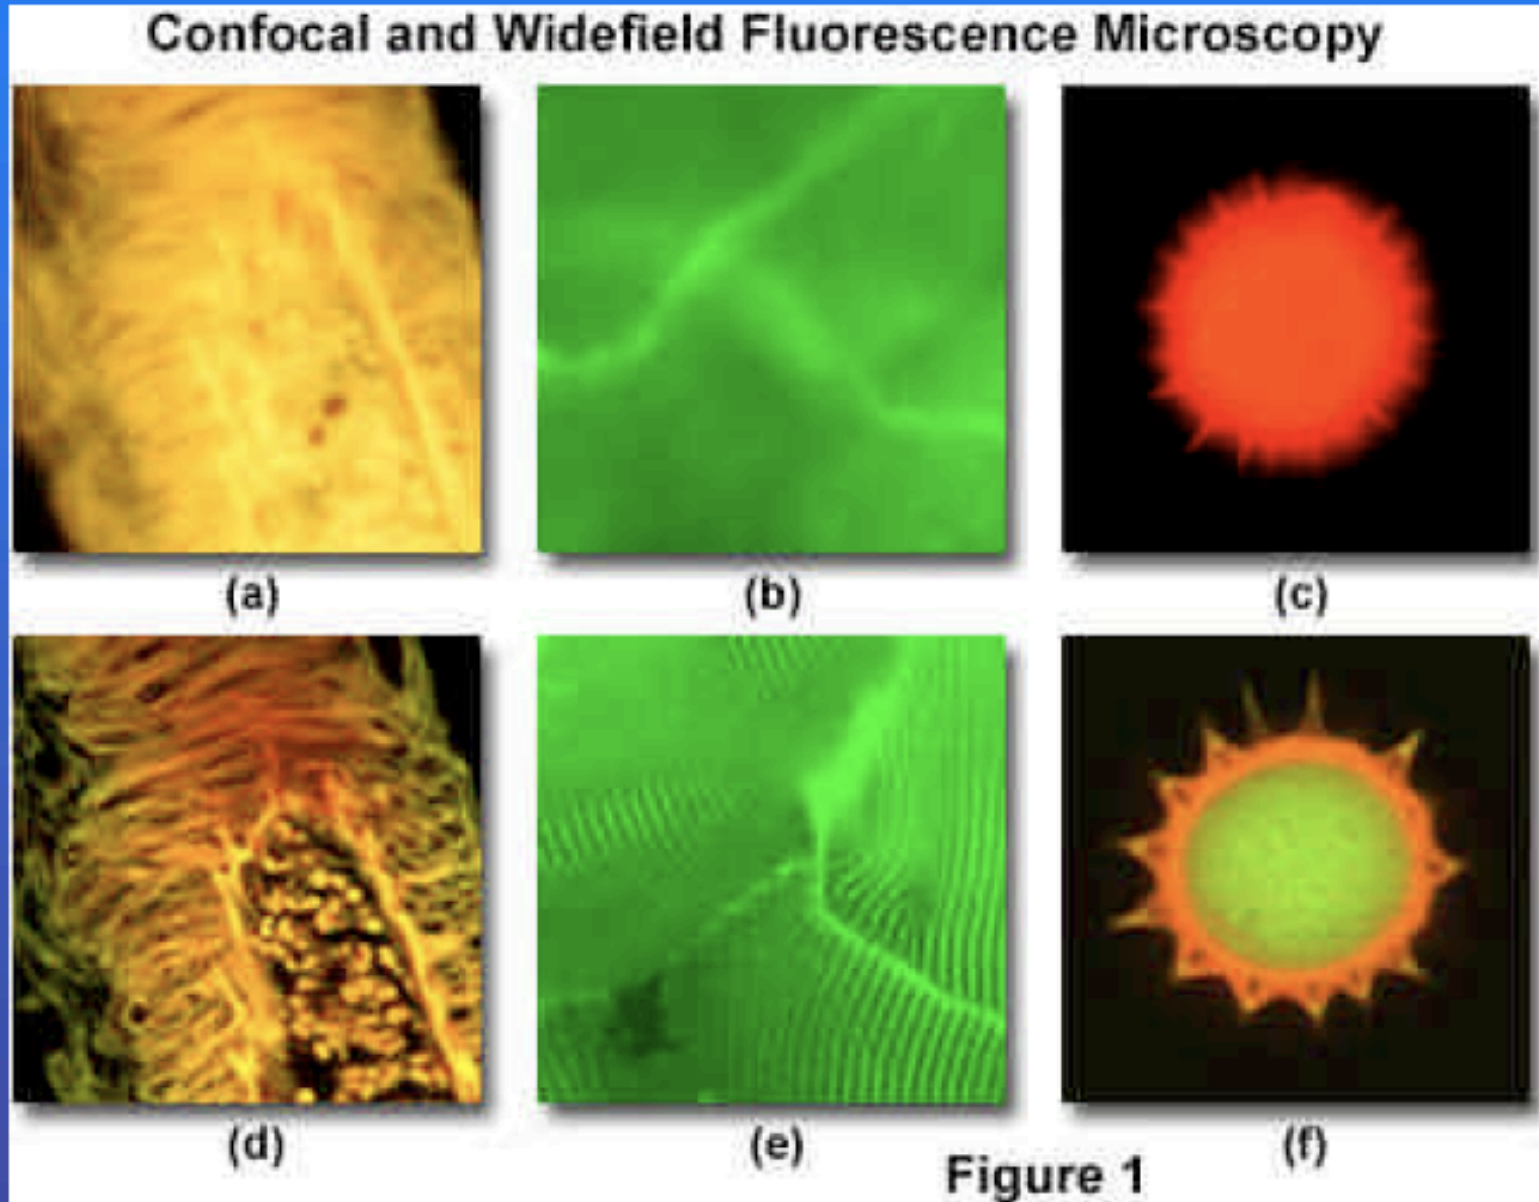 Confocal and Widefield Fluorescence Microscopy
(a) (b) (c)
(d) (e) (f)
Figure 1